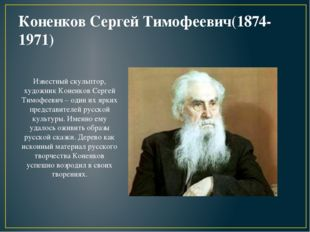 Коненков Сергей Тимофеевич(1874-
1971)
Известный скульптор,
художник Коненков Сергей
Тимофеевич – один их ярких
представителей русской
культуры. Именно ему
удалось оживить образы
русской сказки. Дерево как
исконный материал русского
творчества Коненков
успешно возродил в своих
творениях.